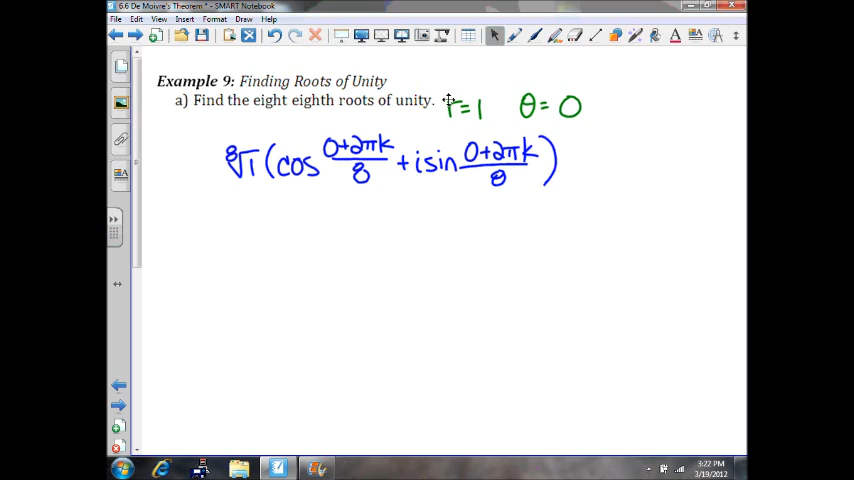 6.6 De Moivre's Theorem * - SMART Notebook
File Edit View Insert Format Draw Help
Example 9: Finding Roots of Unity
a) Find the eight eighth roots of unity. r=1 θ=0
⁸√1(cos (0+2πk)/8 + i sin (0+2πk)/8)
3:22 PM
3/19/2012